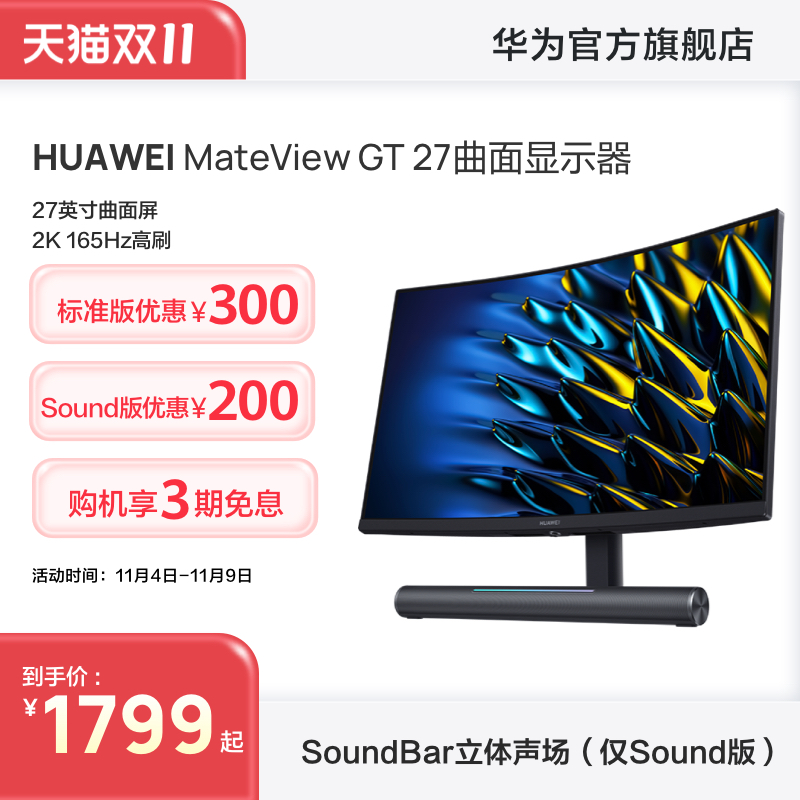 天猫双11
华为官方旗舰店
HUAWEI MateView GT 27曲面显示器
27英寸曲面屏
2K 165Hz高刷
标准版优惠¥300
Sound版优惠¥200
购机享3期免息
活动时间：11月4日-11月9日
HUAWEI
到手价：
¥1799起
SoundBar立体声场（仅Sound版）